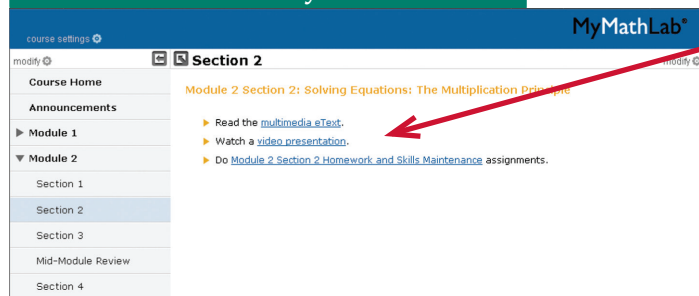 course settings
MyMathLab®
modify
Section 2
modify
Course Home
Announcements
Module 1
Module 2
Section 1
Section 2
Section 3
Mid-Module Review
Section 4
Module 2 Section 2: Solving Equations: The Multiplication Principle
Read the multimedia eText.
Watch a video presentation.
Do Module 2 Section 2 Homework and Skills Maintenance assignments.